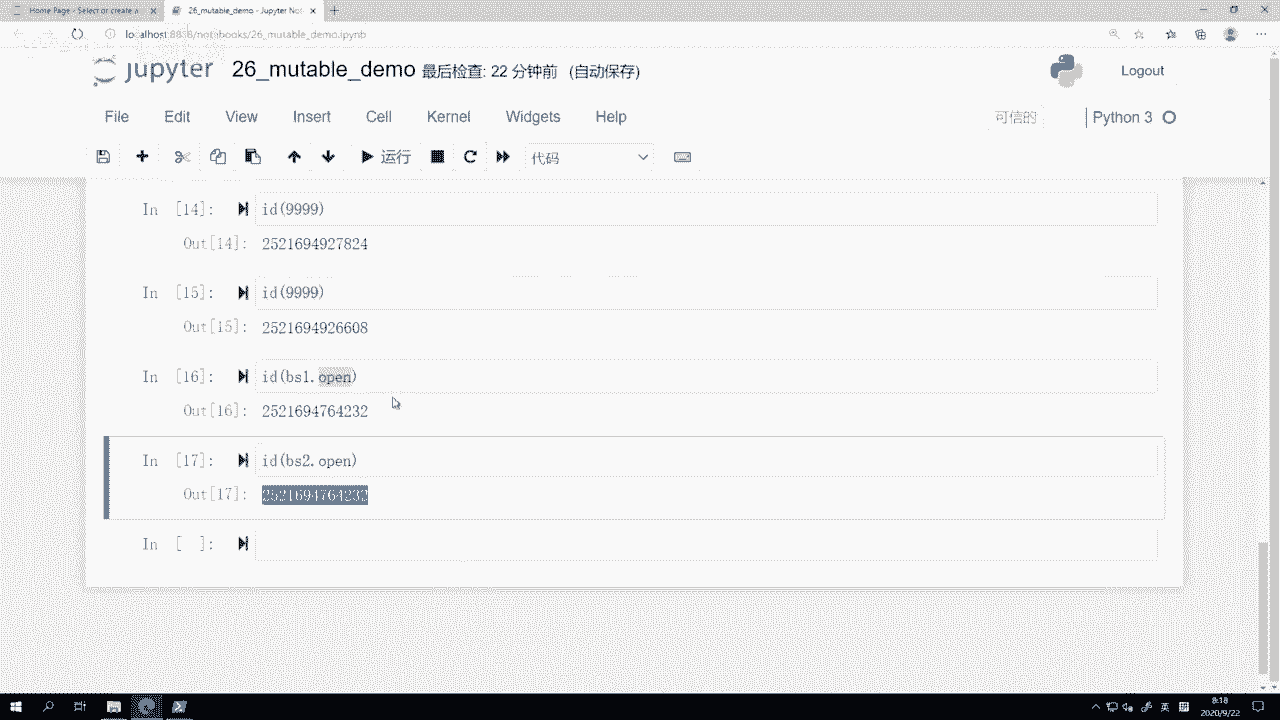 Home Page - Select or create a
26_mutable_demo - Jupyter Not
localhost:8888/notebooks/26_mutable_demo.ipynb
jupyter 26_mutable_demo 最后检查: 22 分钟前 (自动保存) Logout
File Edit View Insert Cell Kernel Widgets Help 可信的 Python 3
运行 代码
In [14]: id(9999)
Out[14]: 2521694927824
In [15]: id(9999)
Out[15]: 2521694926608
In [16]: id(bs1.open)
Out[16]: 2521694764232
In [17]: id(bs2.open)
Out[17]: 2521694764232
In [ ]:
英
8:18
2020/9/22